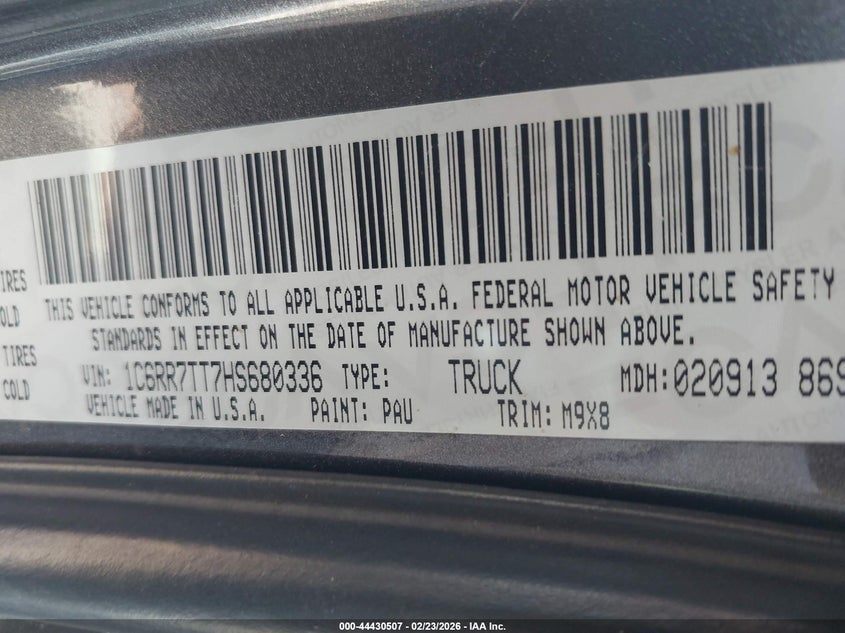 IRES
OLD
TIRES
COLD
THIS VEHICLE CONFORMS TO ALL APPLICABLE U.S.A. FEDERAL MOTOR VEHICLE SAFETY
STANDARDS IN EFFECT ON THE DATE OF MANUFACTURE SHOWN ABOVE.
VIN: 1C6RR7TT7HS680336 TYPE: TRUCK MDH: 020913 869
VEHICLE MADE IN U.S.A. PAINT: PAU TRIM: M9X8
000-44430507 - 02/23/2026 - IAA Inc.